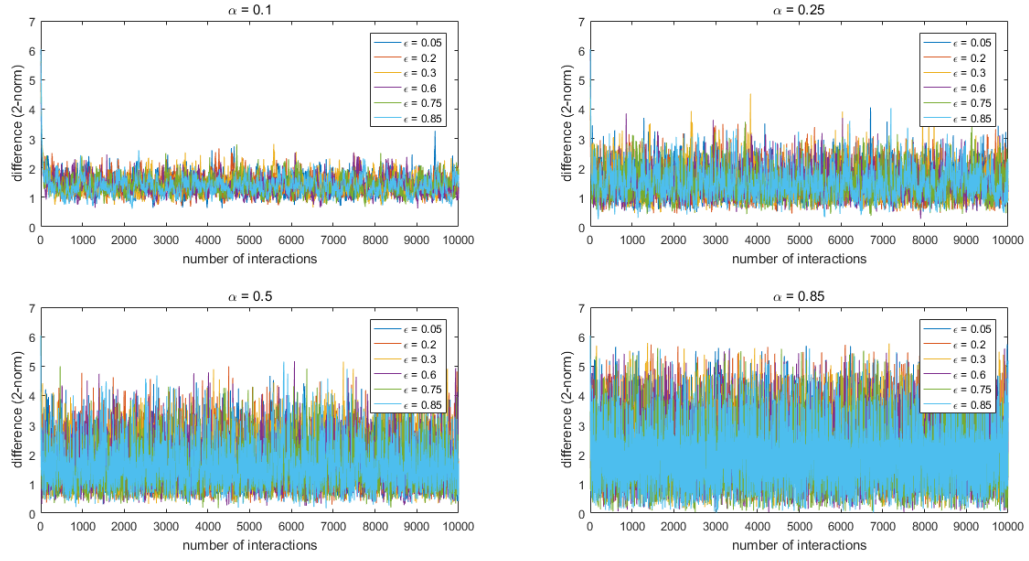 α = 0.1
7
6
5
4
3
2
1
0
difference (2-norm)
ϵ = 0.05
ϵ = 0.2
ϵ = 0.3
ϵ = 0.6
ϵ = 0.75
ϵ = 0.85
0 1000 2000 3000 4000 5000 6000 7000 8000 9000 10000
number of interactions
α = 0.25
7
6
5
4
3
2
1
0
difference (2-norm)
ϵ = 0.05
ϵ = 0.2
ϵ = 0.3
ϵ = 0.6
ϵ = 0.75
ϵ = 0.85
0 1000 2000 3000 4000 5000 6000 7000 8000 9000 10000
number of interactions
α = 0.5
7
6
5
4
3
2
1
0
difference (2-norm)
ϵ = 0.05
ϵ = 0.2
ϵ = 0.3
ϵ = 0.6
ϵ = 0.75
ϵ = 0.85
0 1000 2000 3000 4000 5000 6000 7000 8000 9000 10000
number of interactions
α = 0.85
7
6
5
4
3
2
1
0
difference (2-norm)
ϵ = 0.05
ϵ = 0.2
ϵ = 0.3
ϵ = 0.6
ϵ = 0.75
ϵ = 0.85
0 1000 2000 3000 4000 5000 6000 7000 8000 9000 10000
number of interactions